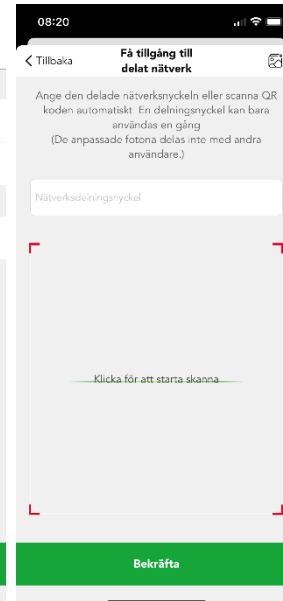 08:20
Tillbaka
Få tillgång till
delat nätverk
Ange den delade nätverksnyckeln eller scanna QR
koden automatiskt En delningsnyckel kan bara
användas en gång
(De anpassade fotona delas inte med andra
användare.)
Nätverksdelningsnyckel
Klicka för att starta skanna
Bekräfta